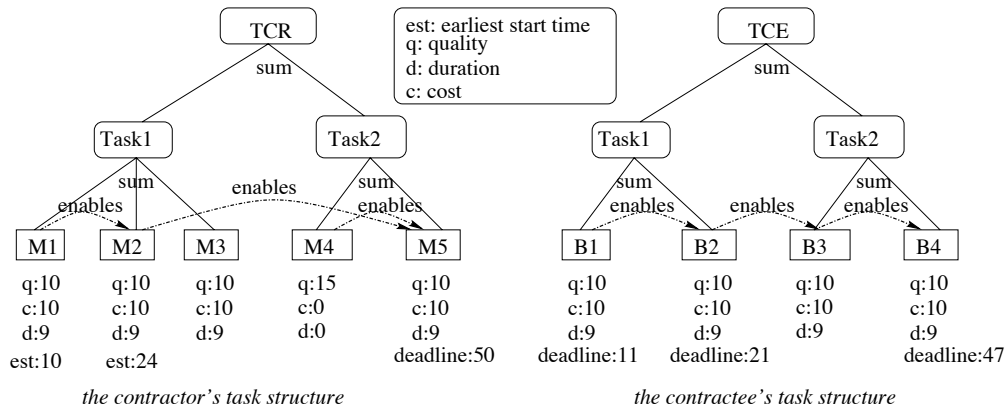 TCR
est: earliest start time
q: quality
d: duration
c: cost
TCE
sum
sum
Task1
Task2
Task1
Task2
sum
enables
enables
sum
enables
sum
enables
enables
sum
enables
M1
M2
M3
M4
M5
B1
B2
B3
B4
q:10
q:10
q:10
q:15
q:10
q:10
q:10
q:10
q:10
c:10
c:10
c:10
c:0
c:10
c:10
c:10
c:10
c:10
d:9
d:9
d:9
d:0
d:9
d:9
d:9
d:9
d:9
est:10
est:24
deadline:50
deadline:11
deadline:21
deadline:47
the contractor's task structure
the contractee's task structure